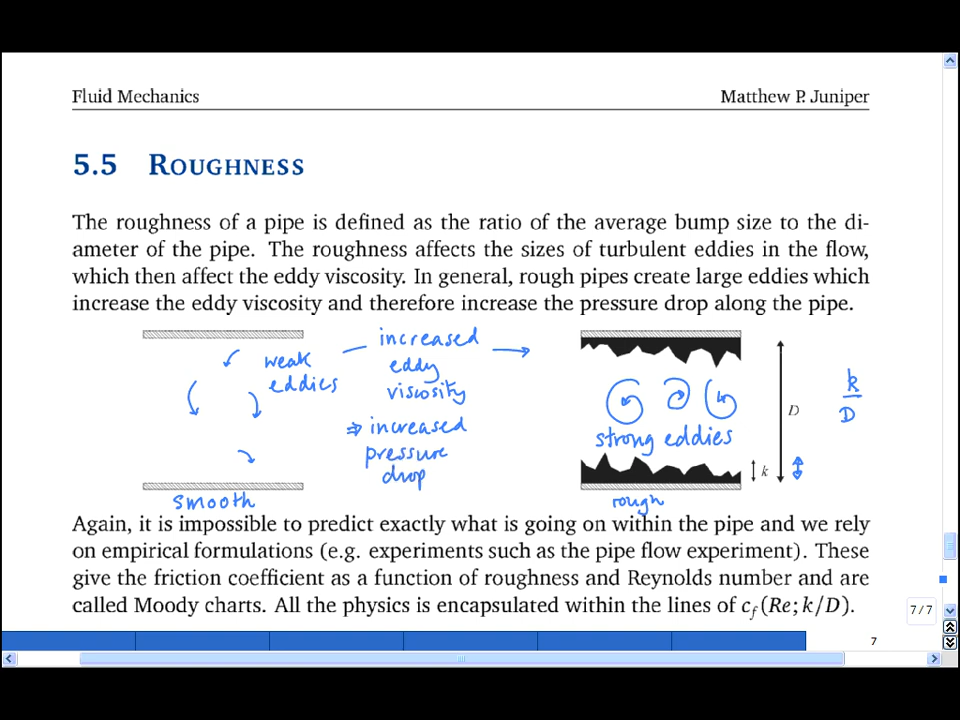 Fluid Mechanics Matthew P. Juniper
5.5 ROUGHNESS
The roughness of a pipe is defined as the ratio of the average bump size to the di-
ameter of the pipe. The roughness affects the sizes of turbulent eddies in the flow,
which then affect the eddy viscosity. In general, rough pipes create large eddies which
increase the eddy viscosity and therefore increase the pressure drop along the pipe.
weak
eddies
smooth
increased
eddy
viscosity
⇒ increased
pressure
drop
strong eddies
rough
D
k
k
D
Again, it is impossible to predict exactly what is going on within the pipe and we rely
on empirical formulations (e.g. experiments such as the pipe flow experiment). These
give the friction coefficient as a function of roughness and Reynolds number and are
called Moody charts. All the physics is encapsulated within the lines of c_f(Re; k/D).
7 / 7
7